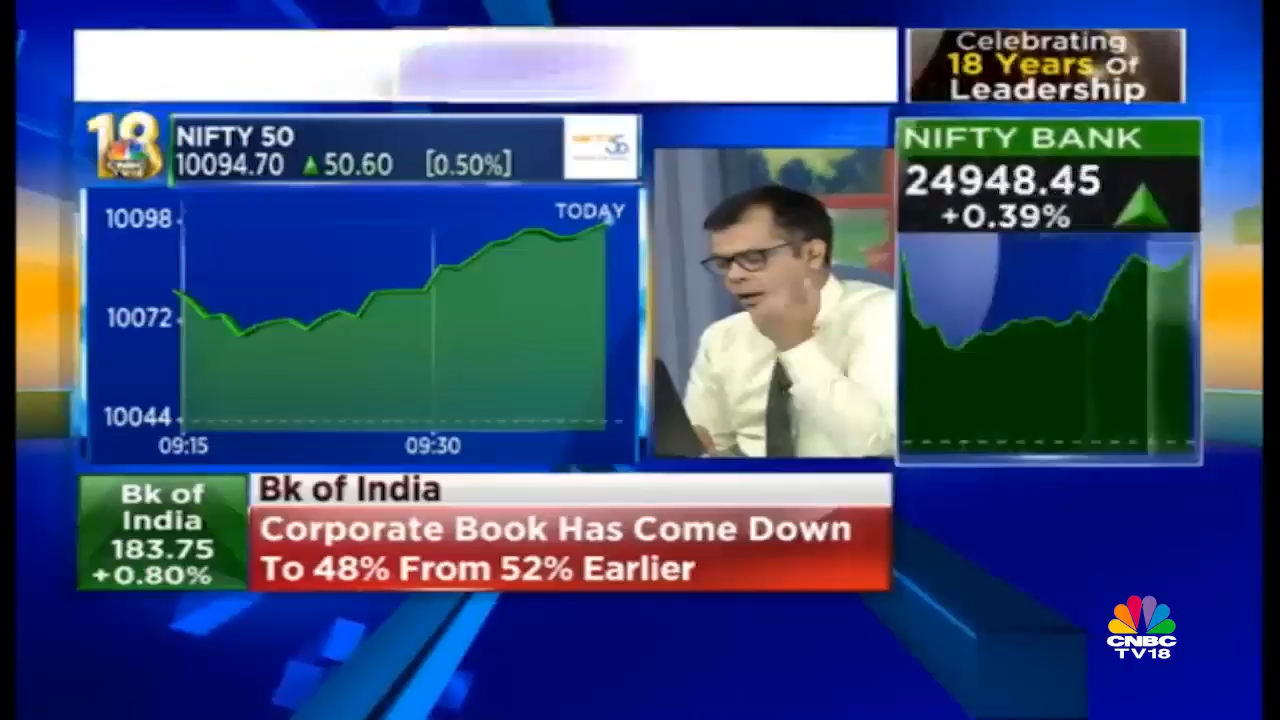 Celebrating
18 Years Of
Leadership
18
NIFTY 50
10094.70 ▲ 50.60 [0.50%]
NIFTY BANK
24948.45
+0.39%
TODAY
10098
10072
10044
09:15
09:30
Bk of
India
183.75
+0.80%
Bk of India
Corporate Book Has Come Down
To 48% From 52% Earlier
CNBC
TV18